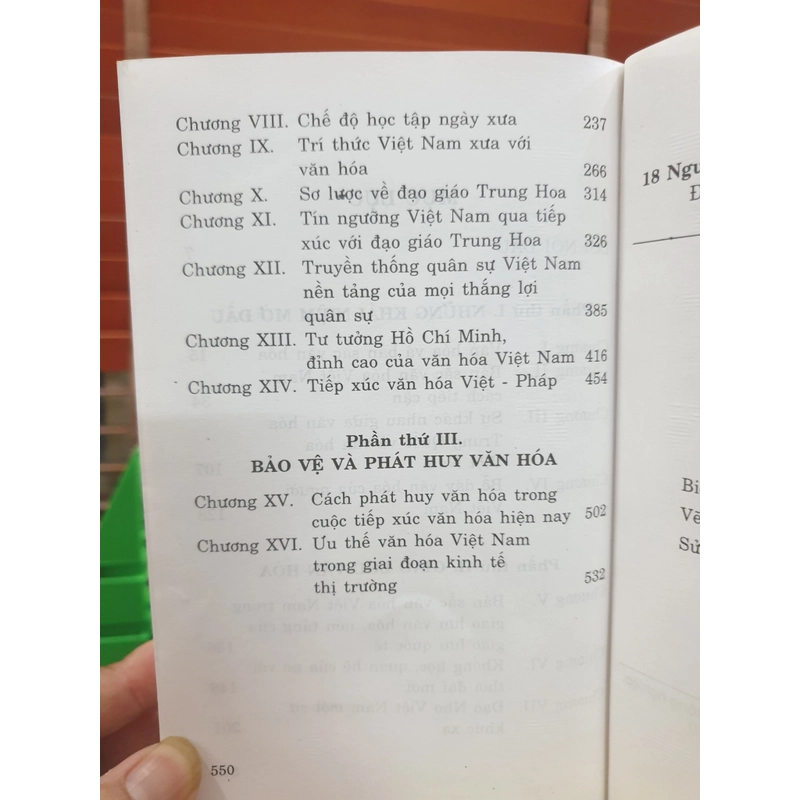 Chương VIII. Chế độ học tập ngày xưa 237
Chương IX. Trí thức Việt Nam xưa với
văn hóa 266
Chương X. Sơ lược về đạo giáo Trung Hoa 314
Chương XI. Tín ngưỡng Việt Nam qua tiếp
xúc với đạo giáo Trung Hoa 326
Chương XII. Truyền thống quân sự Việt Nam
nền tảng của mọi thắng lợi
quân sự 385
Chương XIII. Tư tưởng Hồ Chí Minh,
đỉnh cao của văn hóa Việt Nam 416
Chương XIV. Tiếp xúc văn hóa Việt - Pháp 454
Phần thứ III.
BẢO VỆ VÀ PHÁT HUY VĂN HÓA
Chương XV. Cách phát huy văn hóa trong
cuộc tiếp xúc văn hóa hiện nay 502
Chương XVI. Ưu thế văn hóa Việt Nam
trong giai đoạn kinh tế
thị trường 532
550
18